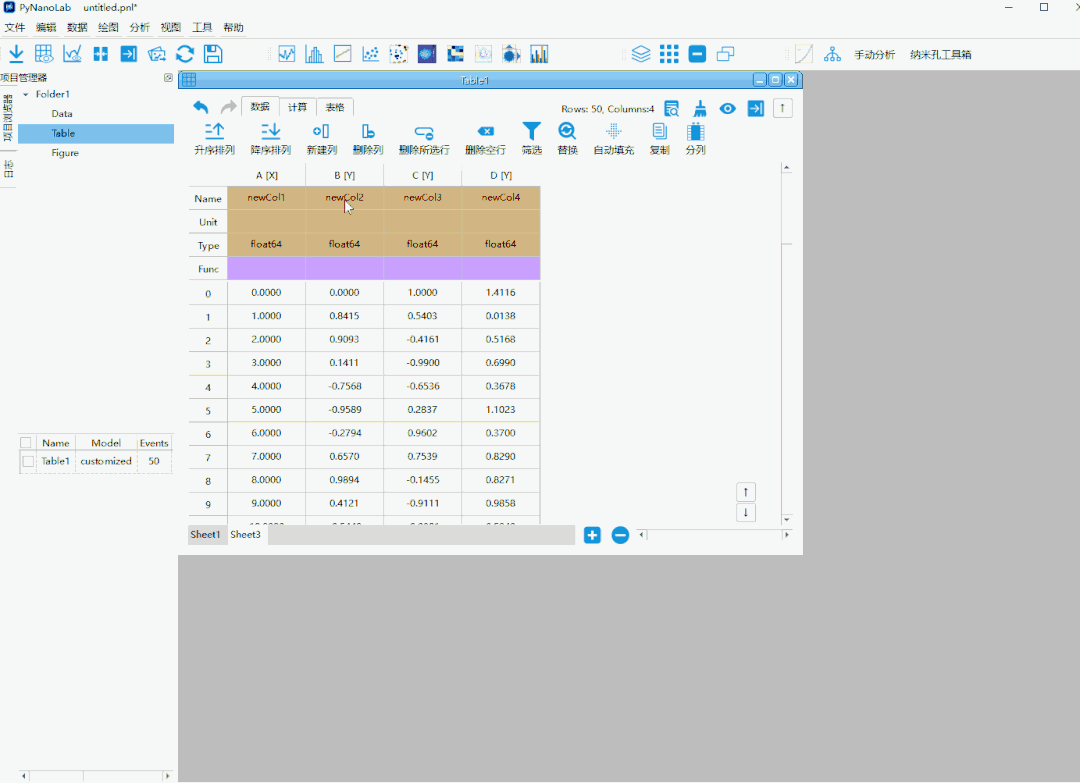 PyNanoLab untitled.pnl*
文件 编辑 数据 绘图 分析 视图 工具 帮助
手动分析 纳米孔工具箱
项目管理器
项目浏览器
日志
Folder1
Data
Table
Figure
Name Model Events
Table1 customized 50
Table1
数据 计算 表格
Rows: 50, Columns:4
升序排列 阵序排列 新建列 删除列 删除所选行 删除空行 筛选 替换 自动填充 复制 分列
A [X] B [Y] C [Y] D [Y]
Name newCol1 newCol2 newCol3 newCol4
Unit
Type float64 float64 float64 float64
Func
0 0.0000 0.0000 1.0000 1.4116
1 1.0000 0.8415 0.5403 0.0138
2 2.0000 0.9093 -0.4161 0.5168
3 3.0000 0.1411 -0.9900 0.6990
4 4.0000 -0.7568 -0.6536 0.3678
5 5.0000 -0.9589 0.2837 1.1023
6 6.0000 -0.2794 0.9602 0.3700
7 7.0000 0.6570 0.7539 0.8290
8 8.0000 0.9894 -0.1455 0.8271
9 9.0000 0.4121 -0.9111 0.9858
Sheet1 Sheet3